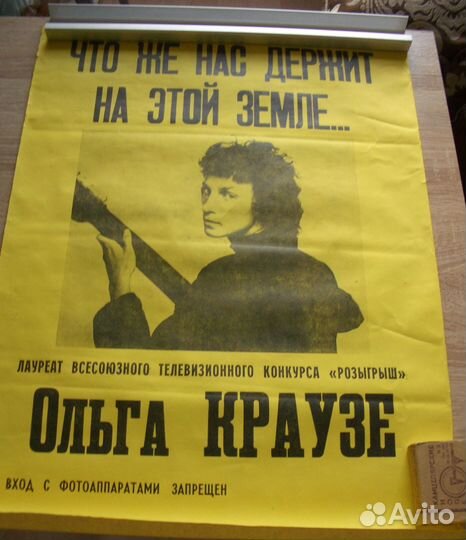 ЧТО ЖЕ НАС ДЕРЖИТ
НА ЭТОЙ ЗЕМЛЕ...
ЛАУРЕАТ ВСЕСОЮЗНОГО ТЕЛЕВИЗИОННОГО КОНКУРСА «РОЗЫГРЫШ»
ОЛЬГА КРАУЗЕ
ВХОД С ФОТОАППАРАТАМИ ЗАПРЕЩЕН
Avito